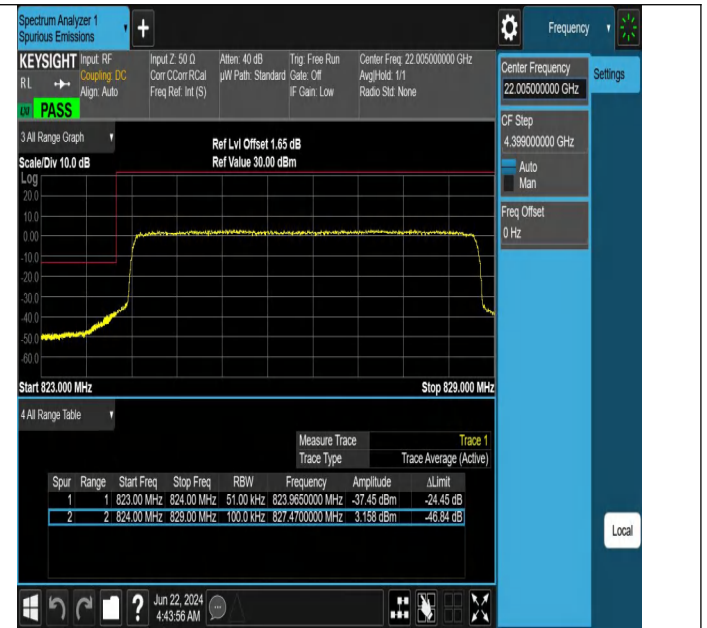 Spectrum Analyzer 1
Spurious Emissions
Frequency
KEYSIGHT
Input: RF
Coupling: DC
Align: Auto
Input Z: 50 Ω
Corr CCorr RCal
Freq Ref: Int (S)
Atten: 40 dB
µW Path: Standard
Trig: Free Run
Gate: Off
IF Gain: Low
Center Freq: 22.005000000 GHz
Avg|Hold: 1/1
Radio Std: None
RL
PASS
Center Frequency
22.005000000 GHz
Settings
CF Step
4.399000000 GHz
Auto
Man
Freq Offset
0 Hz
3 All Range Graph
Ref Lvl Offset 1.65 dB
Scale/Div 10.0 dB
Ref Value 30.00 dBm
Log
20.0
10.0
0.00
-10.0
-20.0
-30.0
-40.0
-50.0
-60.0
Start 823.000 MHz
Stop 829.000 MHz
4 All Range Table
Measure Trace Trace 1
Trace Type Trace Average (Active)
Spur Range Start Freq Stop Freq RBW Frequency Amplitude ΔLimit
1 1 823.00 MHz 824.00 MHz 51.00 kHz 823.9650000 MHz -37.45 dBm -24.45 dB
2 2 824.00 MHz 829.00 MHz 100.0 kHz 827.4700000 MHz 3.158 dBm -46.84 dB
Local
Jun 22, 2024
4:43:56 AM